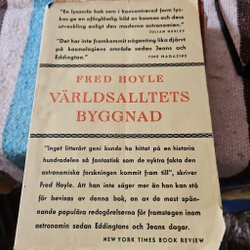 "En lysande bok som i koncentrerad form lyc-
kas ge en oförglömlig bild av kosmos och dess
utveckling enligt den moderna astronomien."
JULIAN HUXLEY
"Det har inte framkommit någonting lika djärvt
på kosmologiens område sedan Jeans och
Eddington."
TIME MAGAZINE
FRED HOYLE
VÄRLDSALLTETS
BYGGNAD
"Inget litterärt geni kunde ha hittat på en historia
hundradelen så fantastisk som de nyktra fakta den
astronomiska forskningen kommit fram till", skriver
Fred Hoyle. Att han inte säger mer än han kan stå
för bevisas av denna bok, en av de mest spän-
nande populära redogörelserna för framstegen inom
astronomin sedan Eddingtons och Jeans dagar.
NEW YORK TIMES BOOK REVIEW